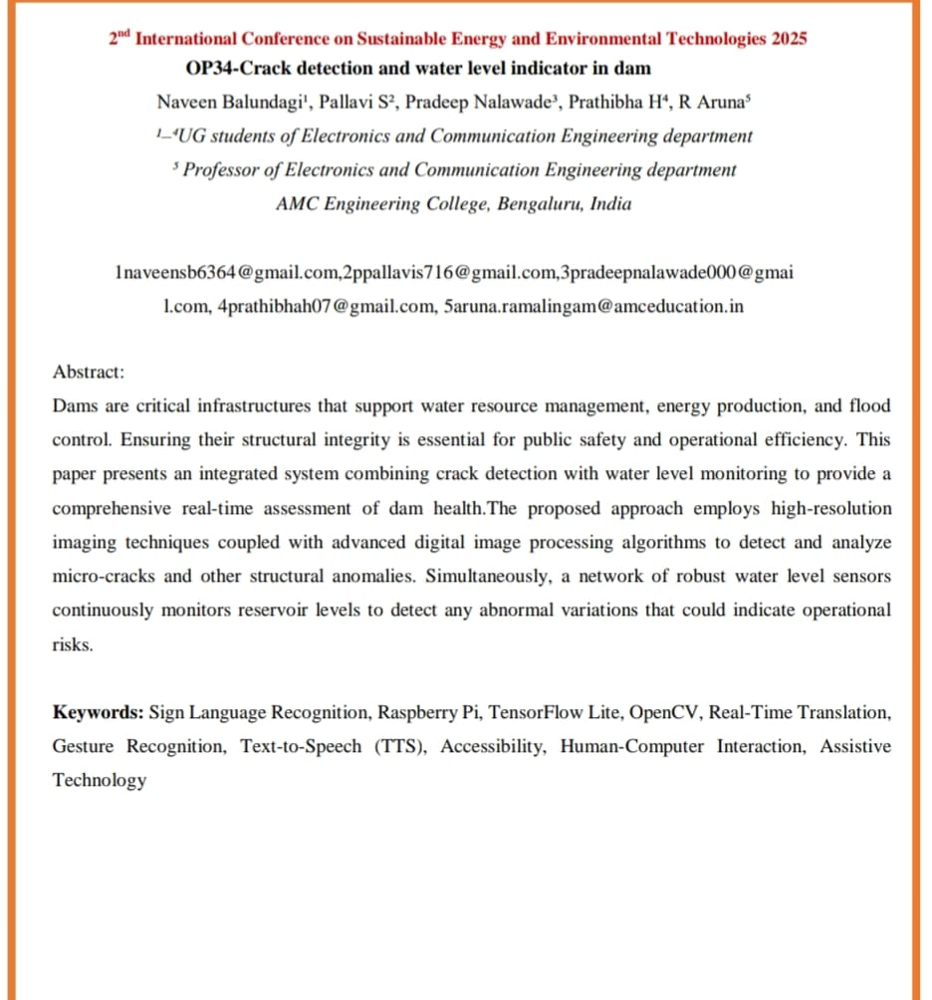 2nd International Conference on Sustainable Energy and Environmental Technologies 2025
OP34-Crack detection and water level indicator in dam
Naveen Balundagi¹, Pallavi S², Pradeep Nalawade³, Prathibha H⁴, R Aruna⁵
¹–⁴UG students of Electronics and Communication Engineering department
⁵ Professor of Electronics and Communication Engineering department
AMC Engineering College, Bengaluru, India
1naveensb6364@gmail.com,2ppallavis716@gmail.com,3pradeepnalawade000@gmai
l.com, 4prathibhah07@gmail.com, 5aruna.ramalingam@amceducation.in
Abstract:
Dams are critical infrastructures that support water resource management, energy production, and flood
control. Ensuring their structural integrity is essential for public safety and operational efficiency. This
paper presents an integrated system combining crack detection with water level monitoring to provide a
comprehensive real-time assessment of dam health.The proposed approach employs high-resolution
imaging techniques coupled with advanced digital image processing algorithms to detect and analyze
micro-cracks and other structural anomalies. Simultaneously, a network of robust water level sensors
continuously monitors reservoir levels to detect any abnormal variations that could indicate operational
risks.
Keywords: Sign Language Recognition, Raspberry Pi, TensorFlow Lite, OpenCV, Real-Time Translation,
Gesture Recognition, Text-to-Speech (TTS), Accessibility, Human-Computer Interaction, Assistive
Technology